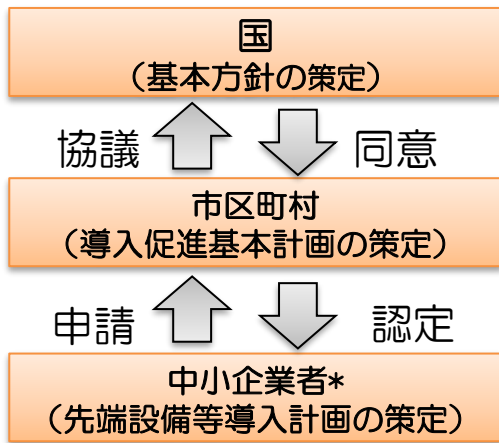 国
（基本方針の策定）
協議 同意
市区町村
（導入促進基本計画の策定）
申請 認定
中小企業者*
（先端設備等導入計画の策定）